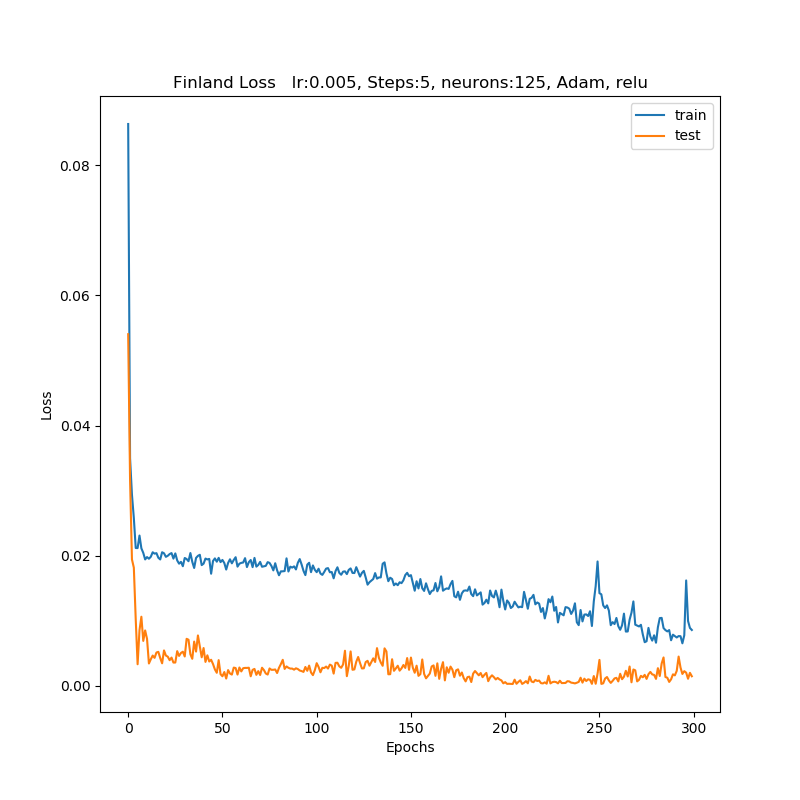 Finland Loss   lr:0.005, Steps:5, neurons:125, Adam, relu
train
test
Loss
0.08
0.06
0.04
0.02
0.00
0 50 100 150 200 250 300
Epochs